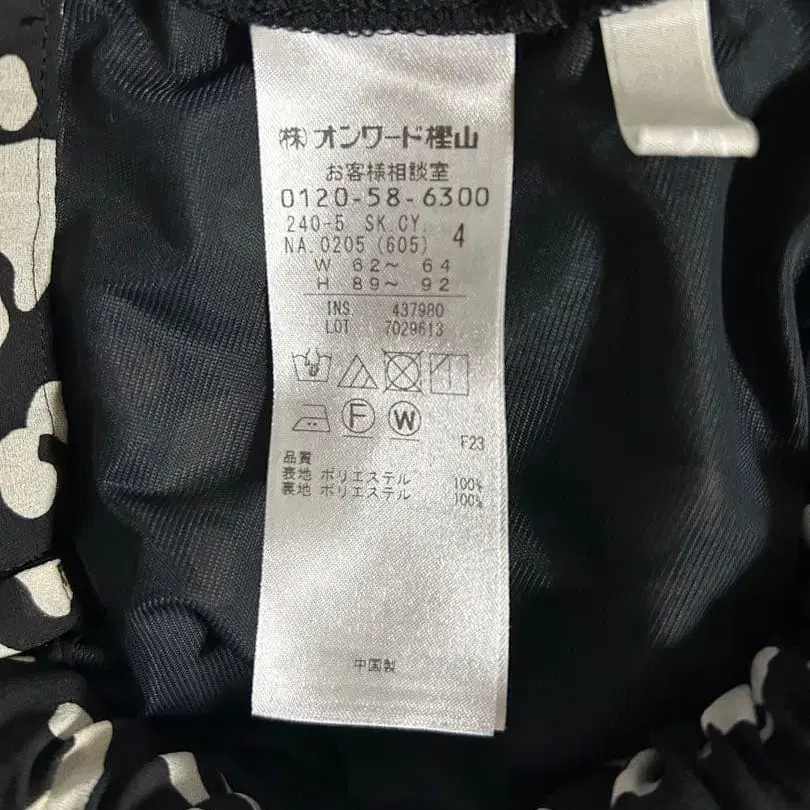 (株)オンワード樫山
お客様相談室
0120-58-6300
240-5 SK.CY.
NA.0205(605) 4
W 62～ 64
H 89～ 92
INS. 437980
LOT 7029613
F W
F23
品質
表地 ポリエステル 100%
裏地 ポリエステル 100%
中国製